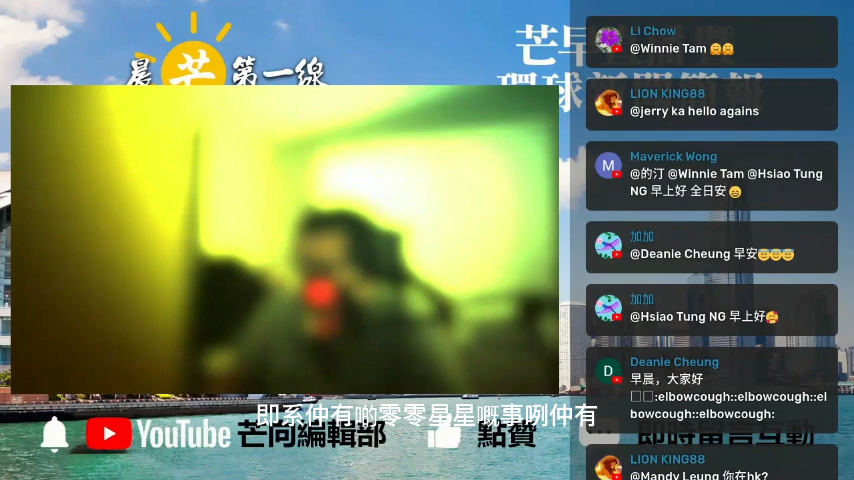 晨芒第一線
Li Chow
@Winnie Tam 🤗🤗
LION KING88
@jerry ka hello agains
M
Maverick Wong
@的汀 @Winnie Tam @Hsiao Tung
NG 早上好 全日安 😄
加加
@Deanie Cheung 早安😇😇😇
加加
@Hsiao Tung NG 早上好🥰
D
Deanie Cheung
早晨，大家好
□□:elbowcough::el
bowcough::elbowcough:
LION KING88
@Mandy Leung 你在hk?
即系仲有啲零零星星嘅事咧仲有
YouTube 芒向編輯部
點贊
即時留言互動